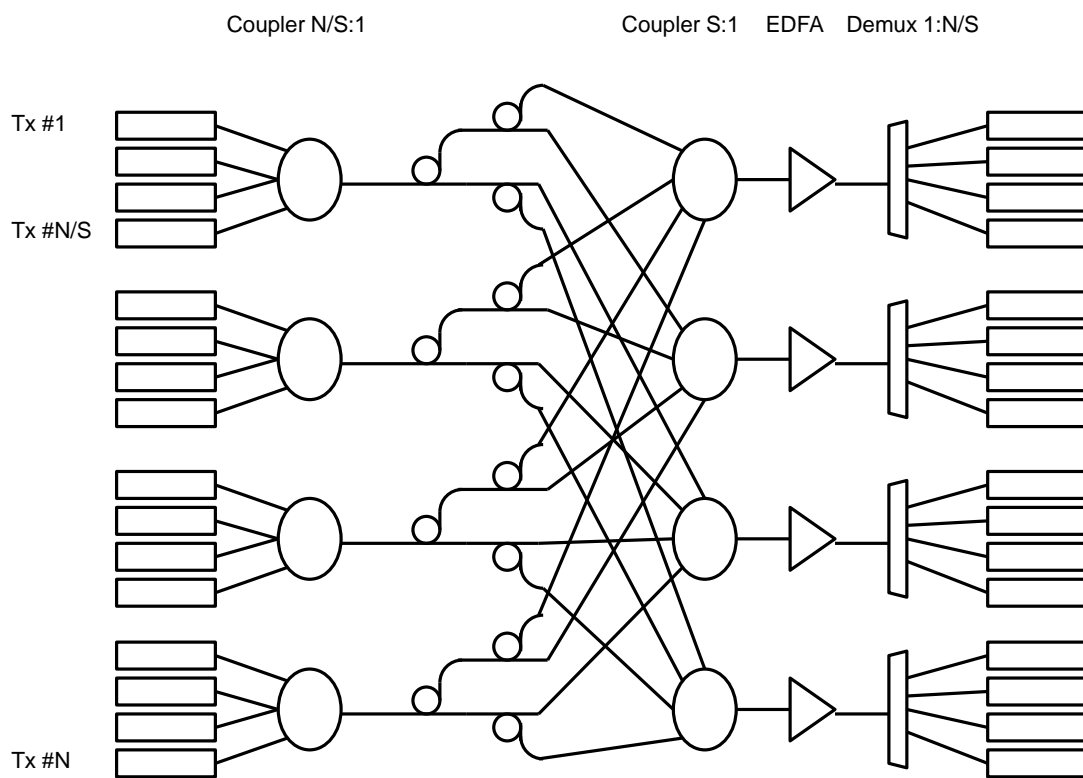 Coupler N/S:1
Coupler S:1
EDFA
Demux 1:N/S
Tx #1
Tx #N/S
Tx #N